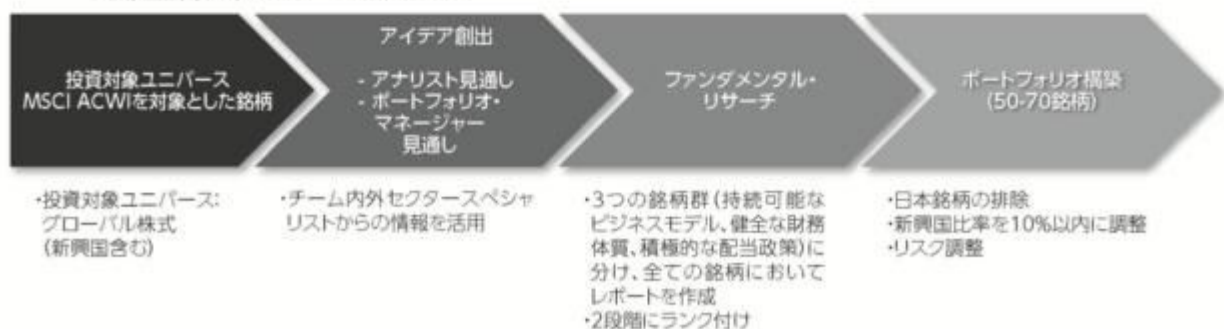 投資対象ユニバース
MSCI ACWIを対象とした銘柄
アイデア創出
- アナリスト見通し
- ポートフォリオ・
マネージャー
見通し
ファンダメンタル・
リサーチ
ポートフォリオ構築
(50-70銘柄)
・投資対象ユニバース:
グローバル株式
(新興国含む)
・チーム内外セクタースペシャ
リストからの情報を活用
・3つの銘柄群(持続可能な
ビジネスモデル、健全な財務
体質、積極的な配当政策)に
分け、全ての銘柄において
レポートを作成
・2段階にランク付け
・日本銘柄の排除
・新興国比率を10%以内に調整
・リスク調整